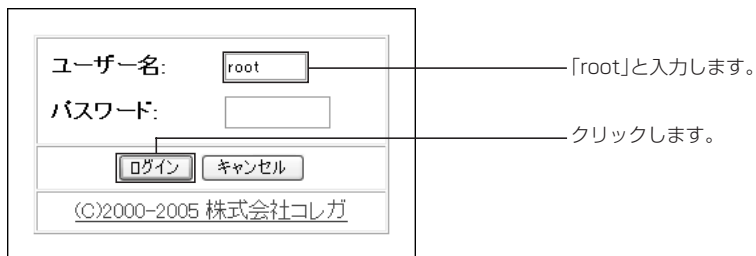 ユーザー名: root 「root」と入力します。
パスワード:
クリックします。
ログイン キャンセル
(C)2000-2005 株式会社コレガ